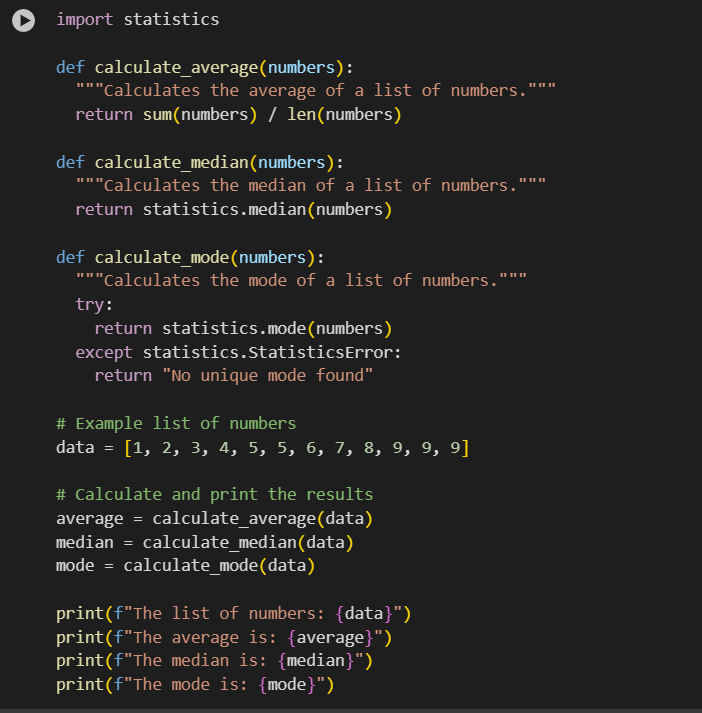 import statistics

def calculate_average(numbers):
  """Calculates the average of a list of numbers."""
  return sum(numbers) / len(numbers)

def calculate_median(numbers):
  """Calculates the median of a list of numbers."""
  return statistics.median(numbers)

def calculate_mode(numbers):
  """Calculates the mode of a list of numbers."""
  try:
    return statistics.mode(numbers)
  except statistics.StatisticsError:
    return "No unique mode found"

# Example list of numbers
data = [1, 2, 3, 4, 5, 5, 6, 7, 8, 9, 9, 9]

# Calculate and print the results
average = calculate_average(data)
median = calculate_median(data)
mode = calculate_mode(data)

print(f"The list of numbers: {data}")
print(f"The average is: {average}")
print(f"The median is: {median}")
print(f"The mode is: {mode}")